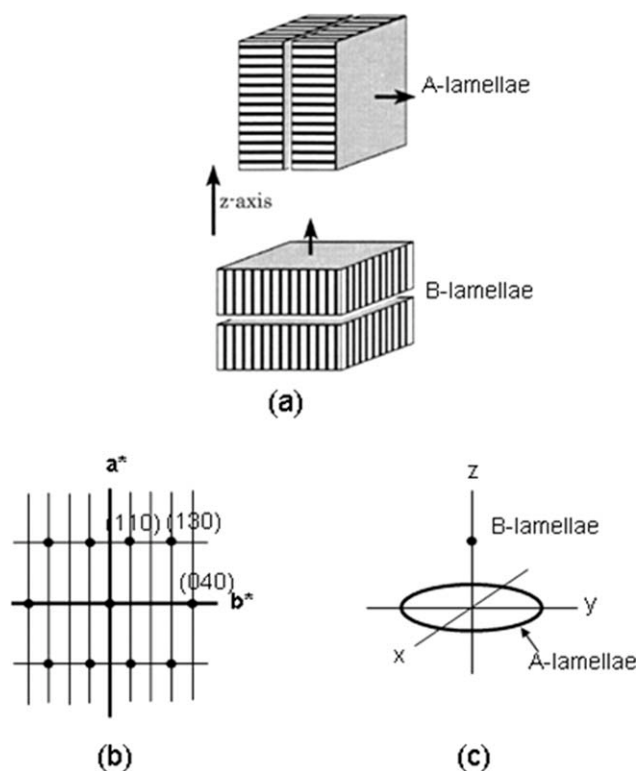 A-lamellae
z-axis
B-lamellae
(a)
a*
(110) (130)
(040)
b*
(b)
z
B-lamellae
y
x
A-lamellae
(c)